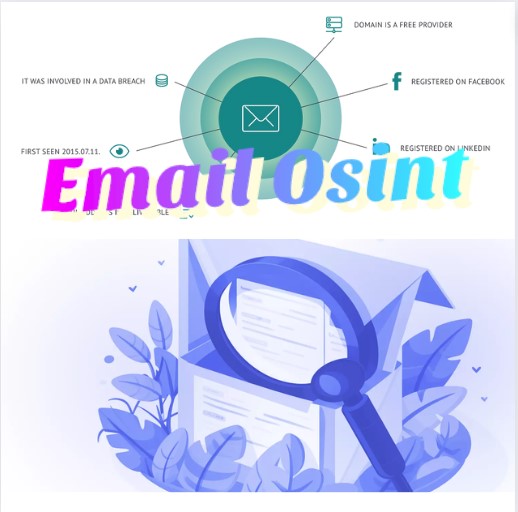 DOMAIN IS A FREE PROVIDER
IT WAS INVOLVED IN A DATA BREACH
REGISTERED ON FACEBOOK
FIRST SEEN 2015.07.11.
REGISTERED ON LINKEDIN
Email Osint